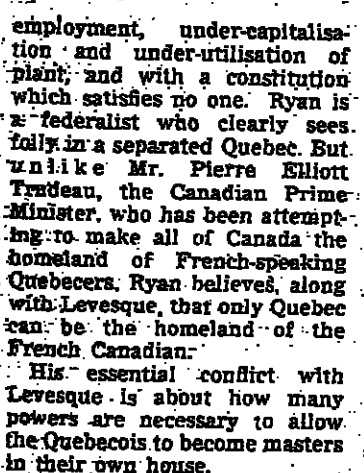 employment, under-capitalisa-
tion and under-utilisation of
plant, and with a constitution
which satisfies no one. Ryan is
a federalist who clearly sees
folly in a separated Quebec. But
unlike Mr. Pierre Elliott
Trudeau, the Canadian Prime
Minister, who has been attempt-
ing to make all of Canada the
homeland of French-speaking
Quebecers, Ryan believes, along
with Levesque, that only Quebec
can be the homeland of the
French Canadian.
His essential conflict with
Levesque is about how many
powers are necessary to allow
the Quebecois to become masters
in their own house.